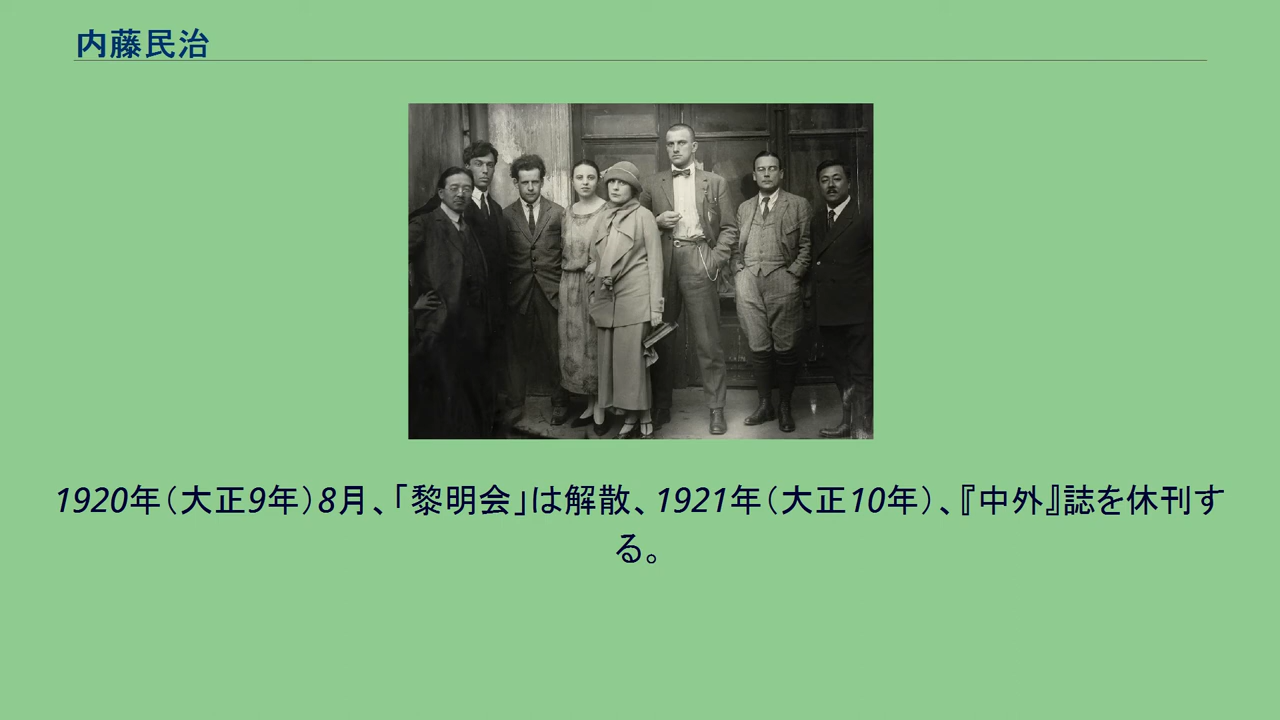 内藤民治
1920年（大正9年）8月、「黎明会」は解散、1921年（大正10年）、『中外』誌を休刊す
る。